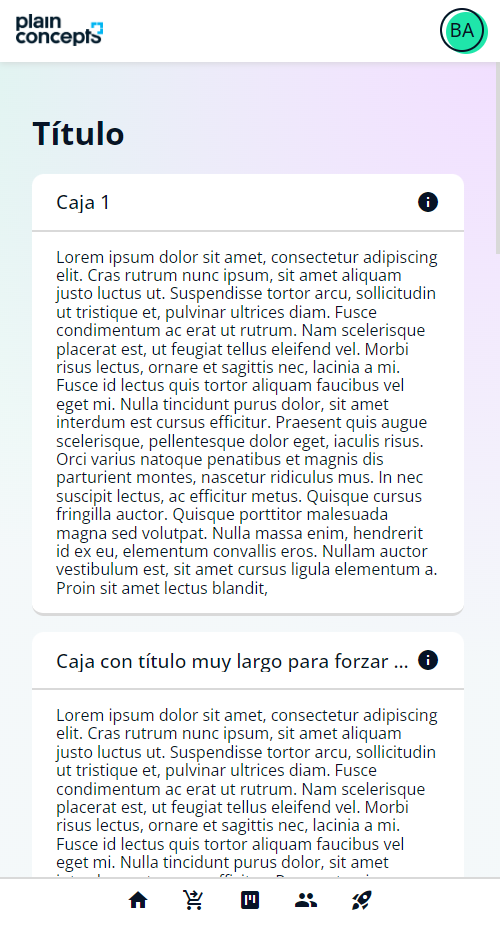 plain
concepts
BA
Título
Caja 1
Lorem ipsum dolor sit amet, consectetur adipiscing
elit. Cras rutrum nunc ipsum, sit amet aliquam
justo luctus ut. Suspendisse tortor arcu, sollicitudin
ut tristique et, pulvinar ultrices diam. Fusce
condimentum ac erat ut rutrum. Nam scelerisque
placerat est, ut feugiat tellus eleifend vel. Morbi
risus lectus, ornare et sagittis nec, lacinia a mi.
Fusce id lectus quis tortor aliquam faucibus vel
eget mi. Nulla tincidunt purus dolor, sit amet
interdum est cursus efficitur. Praesent quis augue
scelerisque, pellentesque dolor eget, iaculis risus.
Orci varius natoque penatibus et magnis dis
parturient montes, nascetur ridiculus mus. In nec
suscipit lectus, ac efficitur metus. Quisque cursus
fringilla auctor. Quisque porttitor malesuada
magna sed volutpat. Nulla massa enim, hendrerit
id ex eu, elementum convallis eros. Nullam auctor
vestibulum est, sit amet cursus ligula elementum a.
Proin sit amet lectus blandit,
Caja con título muy largo para forzar ...
Lorem ipsum dolor sit amet, consectetur adipiscing
elit. Cras rutrum nunc ipsum, sit amet aliquam
justo luctus ut. Suspendisse tortor arcu, sollicitudin
ut tristique et, pulvinar ultrices diam. Fusce
condimentum ac erat ut rutrum. Nam scelerisque
placerat est, ut feugiat tellus eleifend vel. Morbi
risus lectus, ornare et sagittis nec, lacinia a mi.
Fusce id lectus quis tortor aliquam faucibus vel
eget mi. Nulla tincidunt purus dolor, sit amet